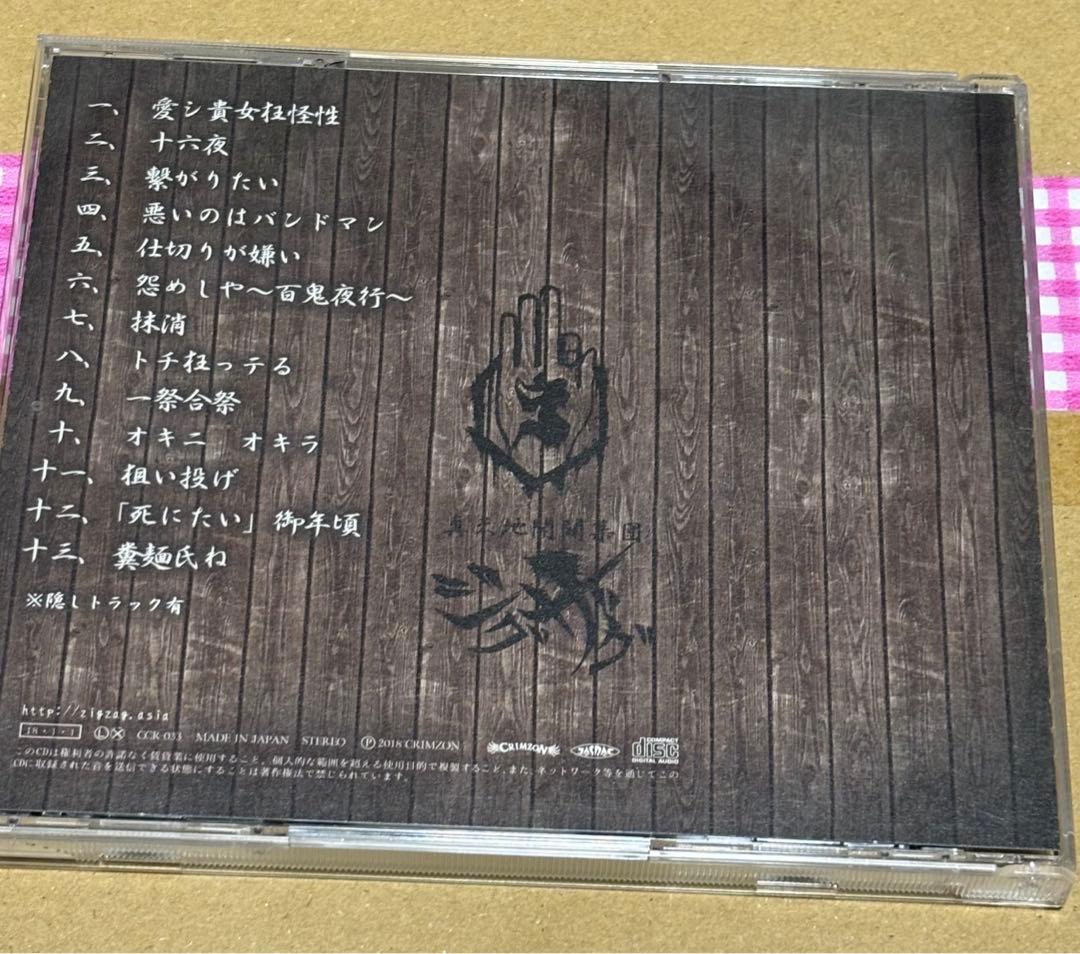 一、 愛シ貴女狂怪性
二、 十六夜
三、 繋がりたい
四、 悪いのはバンドマン
五、 仕切りが嫌い
六、 怨めしや〜百鬼夜行〜
七、 抹消
八、 トチ狂ッテる
九、 一祭合祭
十、 オキニ オキラ
十一、 狙い投げ
十二、 「死にたい」御年頃
十三、 糞麺氏ね
※隠しトラック有
真天地開闢集団
ジグザグ
http://zigzag.asia
18・1・1 Ⓛ Ⓧ CCR-033 MADE IN JAPAN STEREO Ⓟ2018 CRIMZON CRIMZON JASRAC COMPACT disc DIGITAL AUDIO
このCDは権利者の許諾なく賃貸業に使用すること、個人的な範囲を超える使用目的で複製すること、また、ネットワーク等を通じてこの
CDに収録された音を送信できる状態にすることは著作権法で禁じられています。